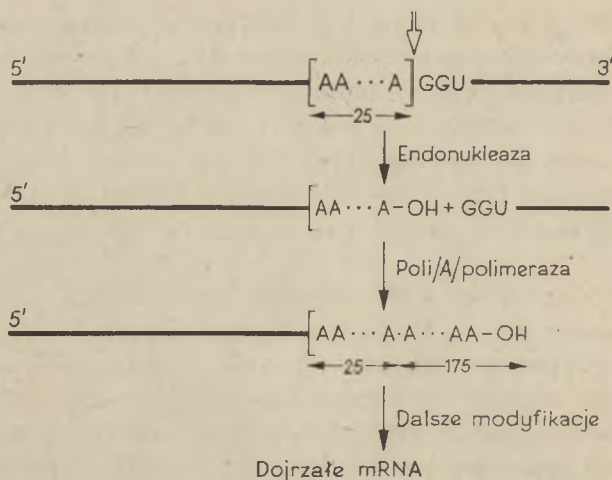 5' [AA ··· A] GGU 3'
25
Endonukleaza
5' [AA ··· A – OH + GGU
Poli/A/polimeraza
5' [AA ··· A·A ··· AA – OH
25 175
Dalsze modyfikacje
Dojrzałe mRNA